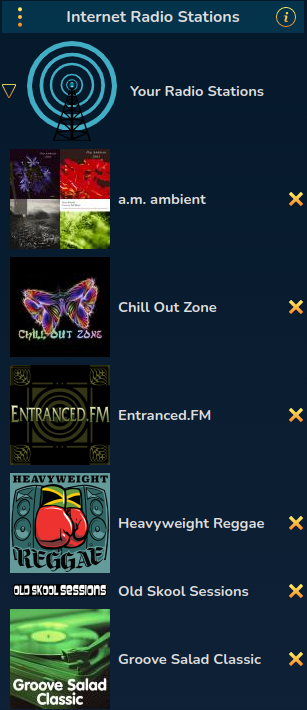 Internet Radio Stations
Your Radio Stations
a.m. ambient
CHILL OUT ZONE
Chill Out Zone
ENTRANCED.FM
Entranced.FM
HEAVYWEIGHT
REGGAE
Heavyweight Reggae
OLD SKOOL SESSIONS
Old Skool Sessions
Groove Salad
Classic
Groove Salad Classic